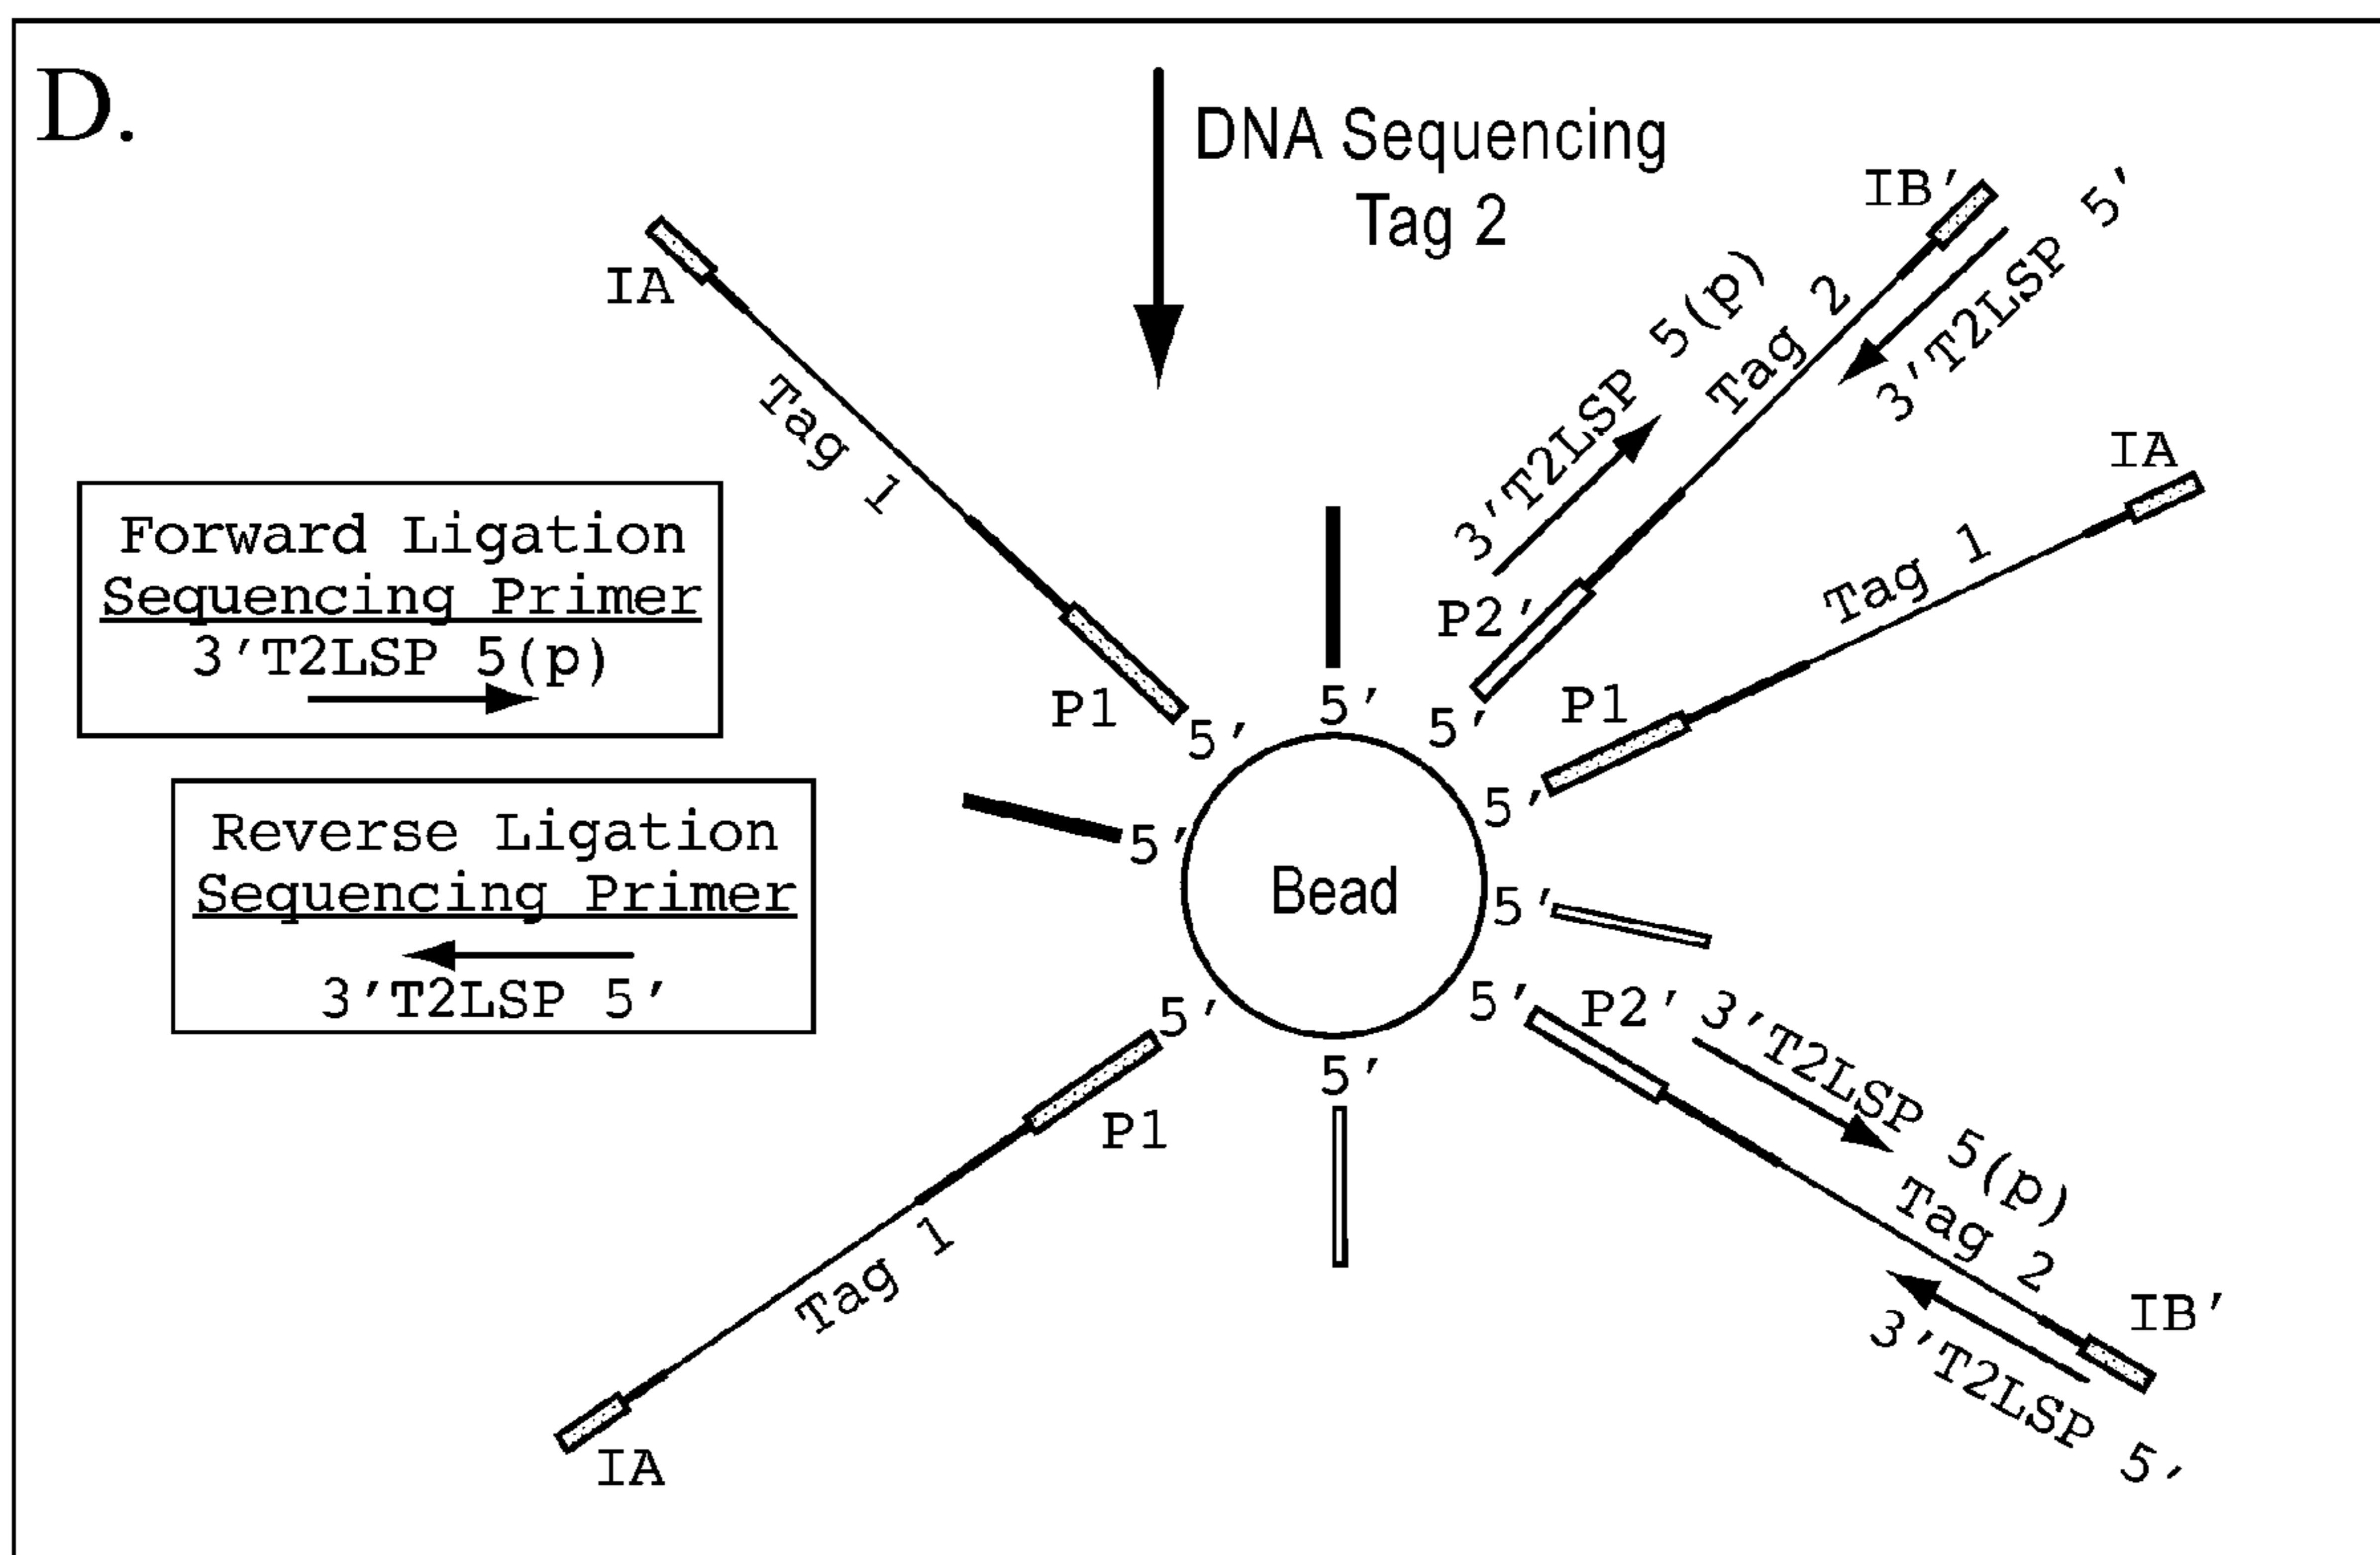 D.
DNA Sequencing
Tag 2
IA
Tag 1
P1
5'
IB'
3'T2LSP 5'
3'T2LSP 5(p)
Tag 2
P2'
5'
IA
Tag 1
P1
5'
5'
Forward Ligation
Sequencing Primer
3'T2LSP 5(p)
Reverse Ligation
Sequencing Primer
3'T2LSP 5'
5'
Bead
5'
5'
P2'
3'T2LSP 5(p)
Tag 2
IB'
3'T2LSP 5'
5'
5'
P1
Tag 1
IA